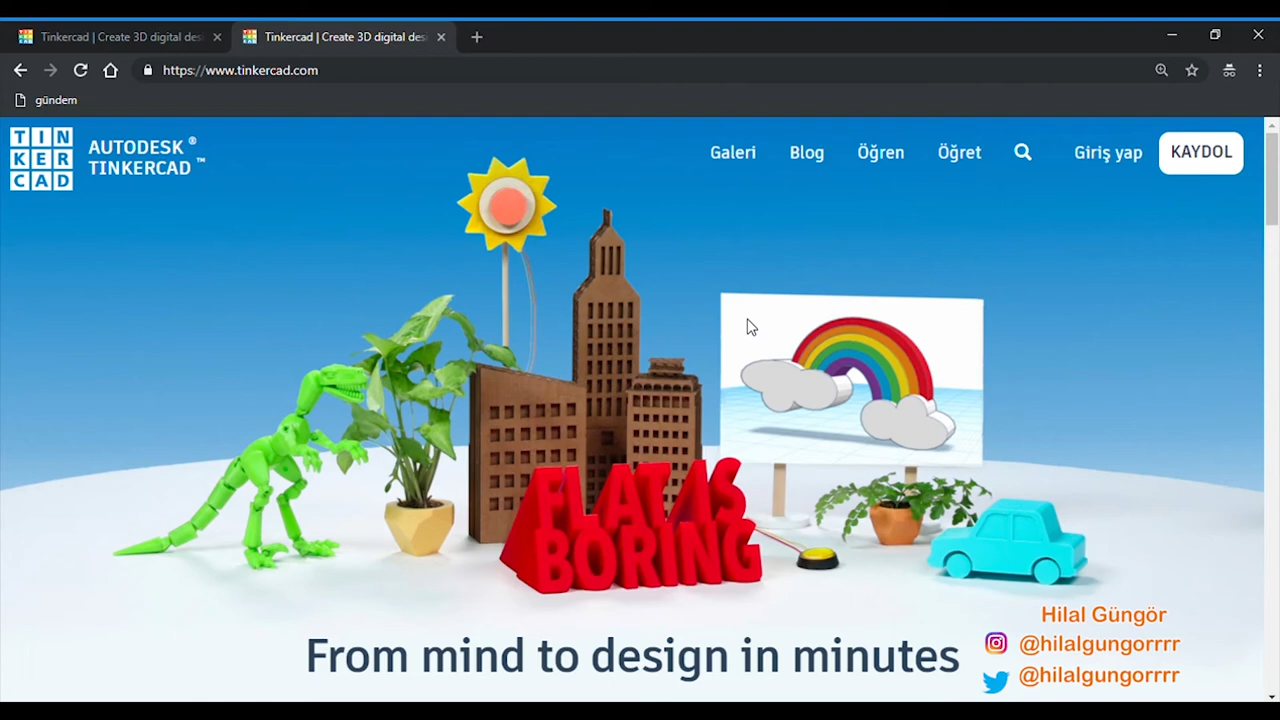 Tinkercad | Create 3D digital des
Tinkercad | Create 3D digital des
https://www.tinkercad.com
gündem
TIN
KER
CAD
AUTODESK ®
TINKERCAD ™
Galeri
Blog
Öğren
Öğret
Giriş yap
KAYDOL
FLAT IS
BORING
From mind to design in minutes
Hilal Güngör
@hilalgungorrrr
@hilalgungorrrr